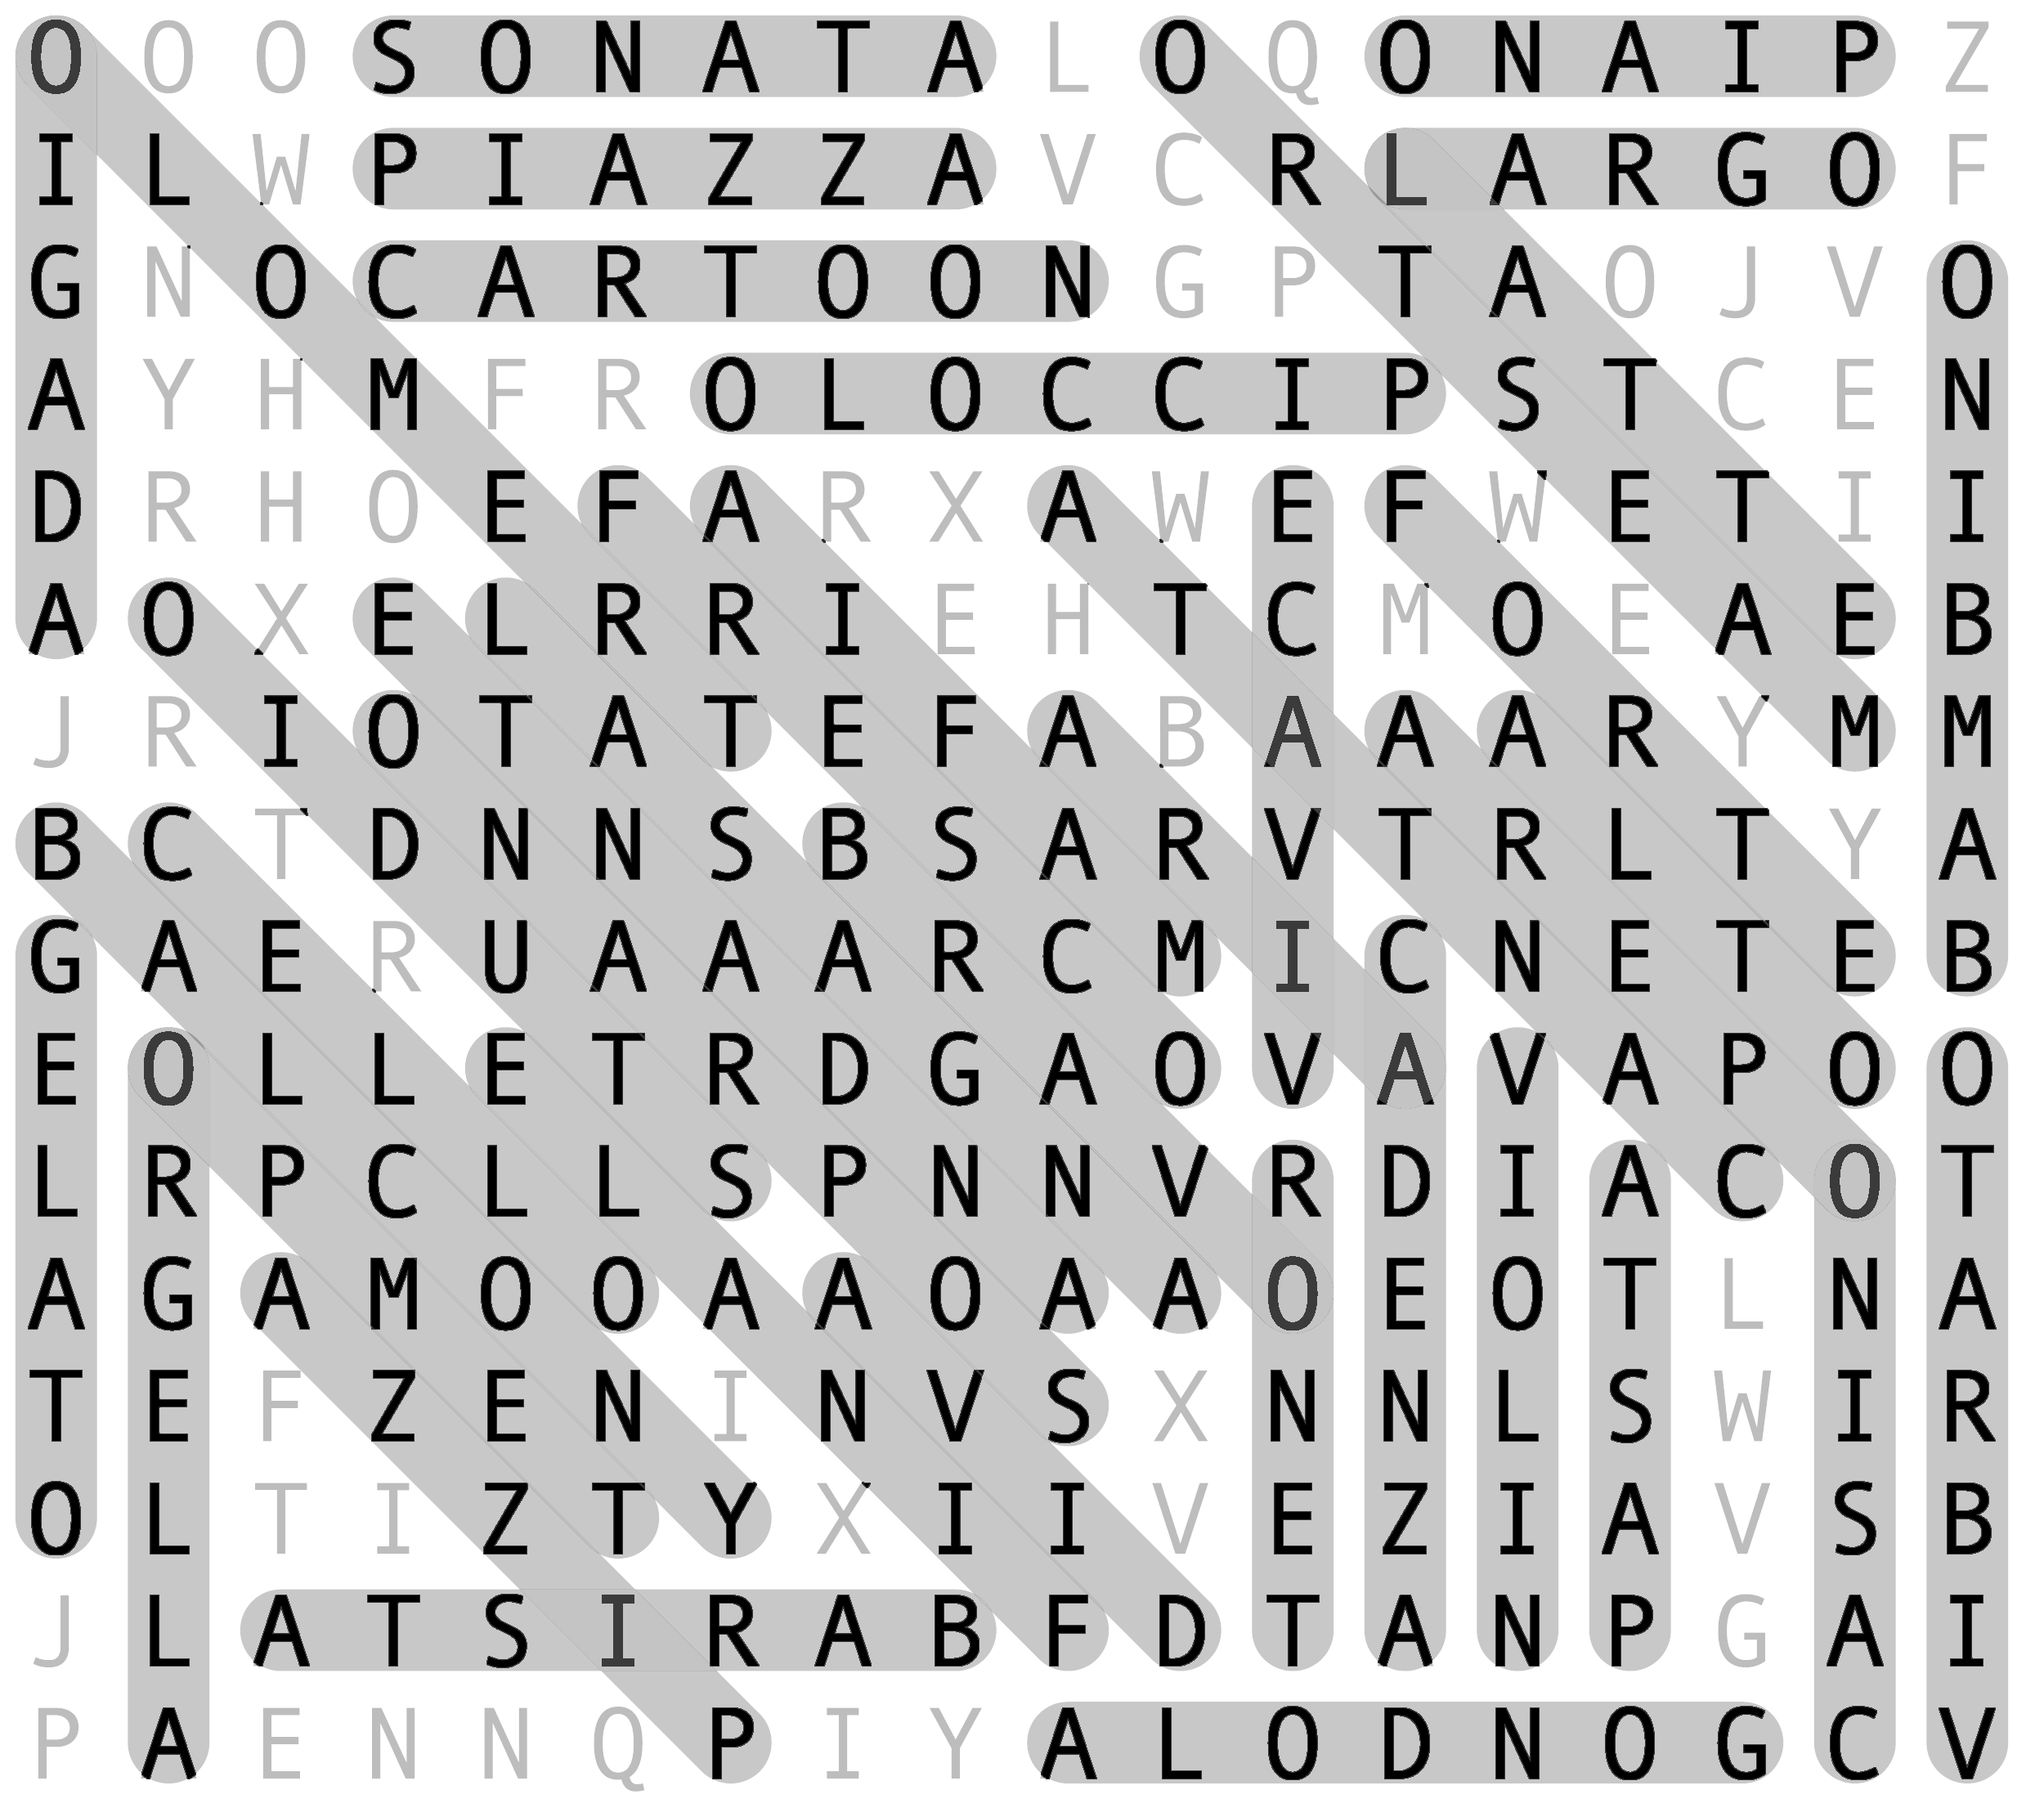 O O O S O N A T A L O Q O N A I P Z
I L W P I A Z Z A V C R L A R G O F
G N O C A R T O O N G P T A O J V O
A Y H M F R O L O C C I P S T C E N
D R H O E F A R X A W E F W E T I I
A O X E L R R I E H T C M O E A E B
J R I O T A T E F A B A A A R Y M M
B C T D N N S B S A R V T R L T Y A
G A E R U A A A R C M I C N E T E B
E O L L E T R D G A O V A V A P O O
L R P C L L S P N N V R D I A C O T
A G A M O O A A O A A O E O T L N A
T E F Z E N I N V S X N N L S W I R
O L T I Z T Y X I I V E Z I A V S B
J L A T S I R A B F D T A N P G A I
P A E N N Q P I Y A L O D N O G C V